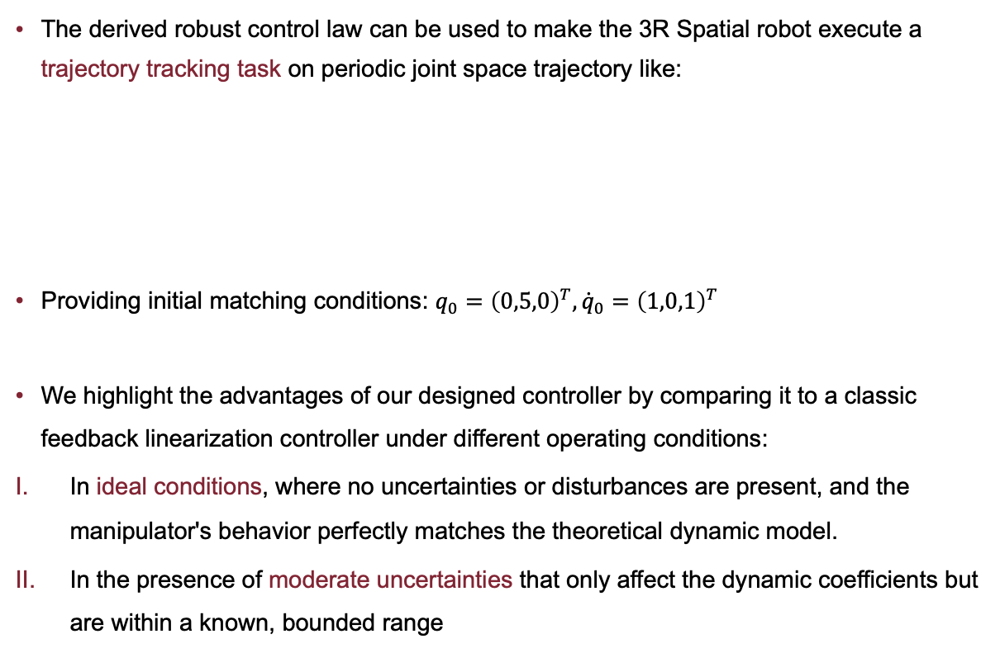 • The derived robust control law can be used to make the 3R Spatial robot execute a
trajectory tracking task on periodic joint space trajectory like:
• Providing initial matching conditions: q₀ = (0,5,0)ᵀ, q̇₀ = (1,0,1)ᵀ
• We highlight the advantages of our designed controller by comparing it to a classic
feedback linearization controller under different operating conditions:
I. In ideal conditions, where no uncertainties or disturbances are present, and the
manipulator's behavior perfectly matches the theoretical dynamic model.
II. In the presence of moderate uncertainties that only affect the dynamic coefficients but
are within a known, bounded range